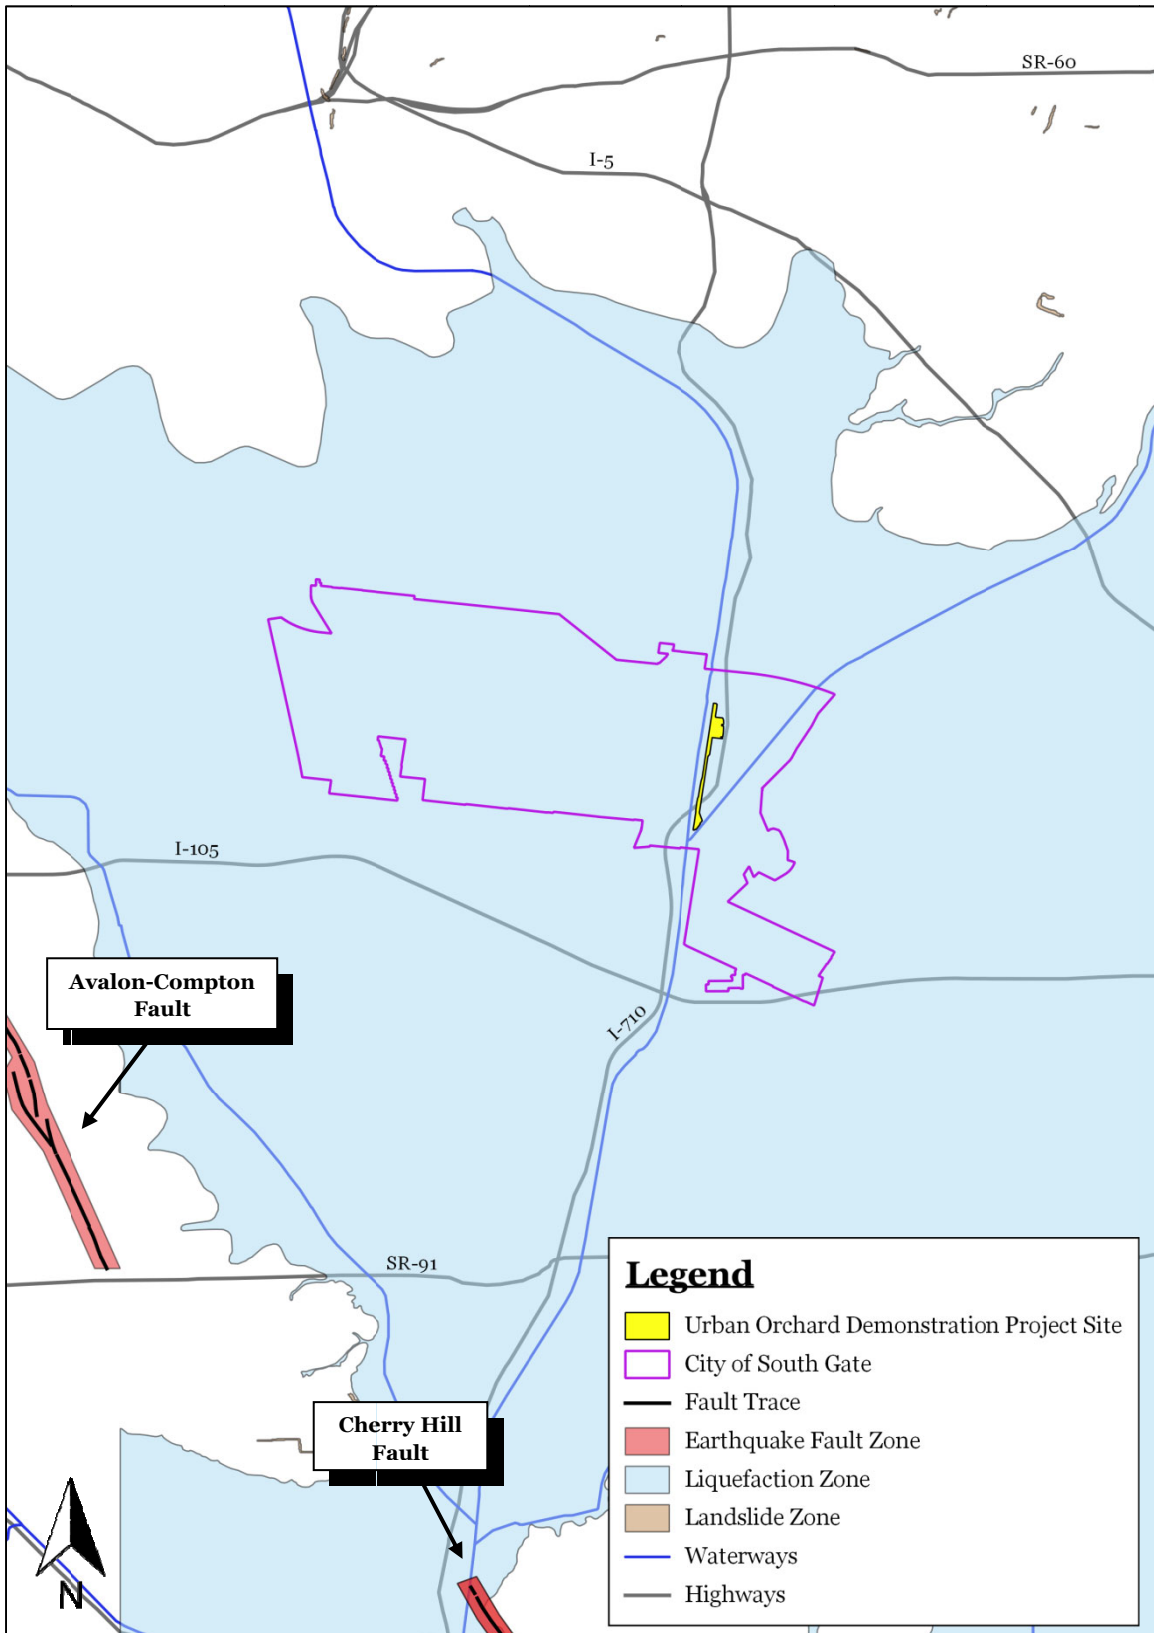 SR-60
I-5
I-105
Avalon-Compton
Fault
I-710
SR-91
Cherry Hill
Fault
N
Legend
Urban Orchard Demonstration Project Site
City of South Gate
Fault Trace
Earthquake Fault Zone
Liquefaction Zone
Landslide Zone
Waterways
Highways